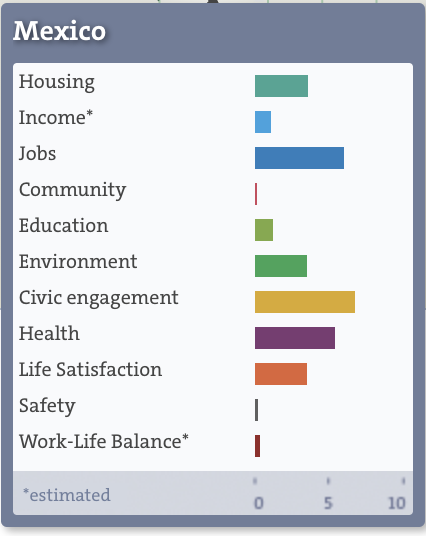 Mexico
Housing
Income*
Jobs
Community
Education
Environment
Civic engagement
Health
Life Satisfaction
Safety
Work-Life Balance*
*estimated 0 5 10